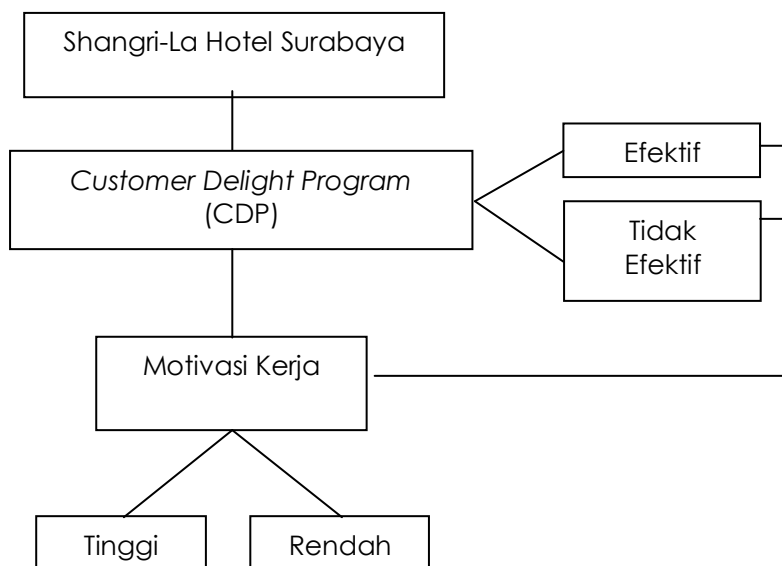 Shangri-La Hotel Surabaya
Customer Delight Program
(CDP)
Efektif
Tidak
Efektif
Motivasi Kerja
Tinggi
Rendah